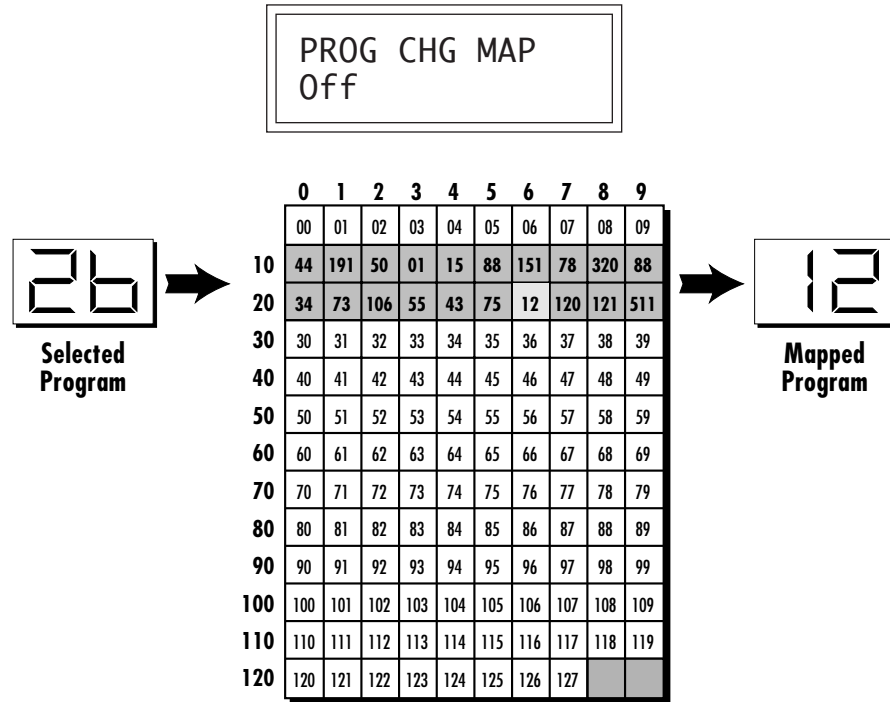 PROG CHG MAP
Off
0 1 2 3 4 5 6 7 8 9
00 01 02 03 04 05 06 07 08 09
10 44 191 50 01 15 88 151 78 320 88
20 34 73 106 55 43 75 12 120 121 511
30 30 31 32 33 34 35 36 37 38 39
40 40 41 42 43 44 45 46 47 48 49
50 50 51 52 53 54 55 56 57 58 59
60 60 61 62 63 64 65 66 67 68 69
70 70 71 72 73 74 75 76 77 78 79
80 80 81 82 83 84 85 86 87 88 89
90 90 91 92 93 94 95 96 97 98 99
100 100 101 102 103 104 105 106 107 108 109
110 110 111 112 113 114 115 116 117 118 119
120 120 121 122 123 124 125 126 127
26
Selected
Program
12
Mapped
Program